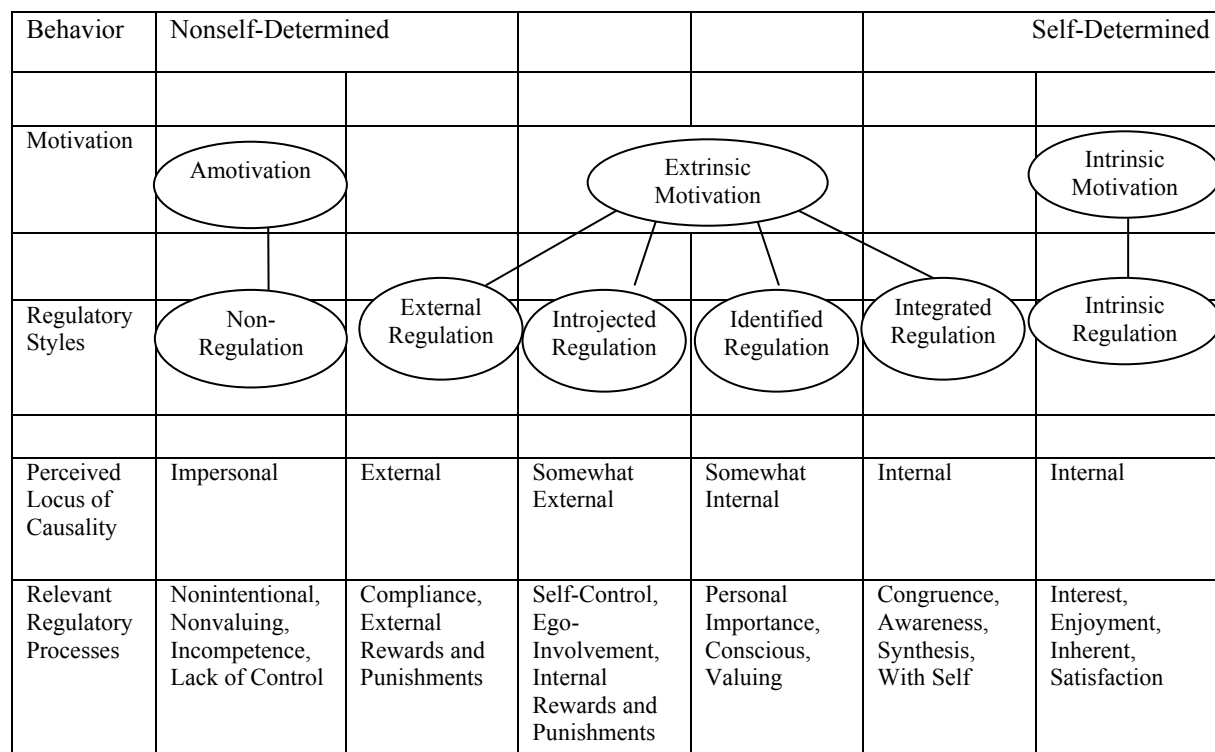 Behavior
Nonself-Determined
Self-Determined
Motivation
Amotivation
Extrinsic
Motivation
Intrinsic
Motivation
Regulatory
Styles
Non-
Regulation
External
Regulation
Introjected
Regulation
Identified
Regulation
Integrated
Regulation
Intrinsic
Regulation
Perceived
Locus of
Causality
Impersonal
External
Somewhat
External
Somewhat
Internal
Internal
Internal
Relevant
Regulatory
Processes
Nonintentional,
Nonvaluing,
Incompetence,
Lack of Control
Compliance,
External
Rewards and
Punishments
Self-Control,
Ego-
Involvement,
Internal
Rewards and
Punishments
Personal
Importance,
Conscious,
Valuing
Congruence,
Awareness,
Synthesis,
With Self
Interest,
Enjoyment,
Inherent,
Satisfaction